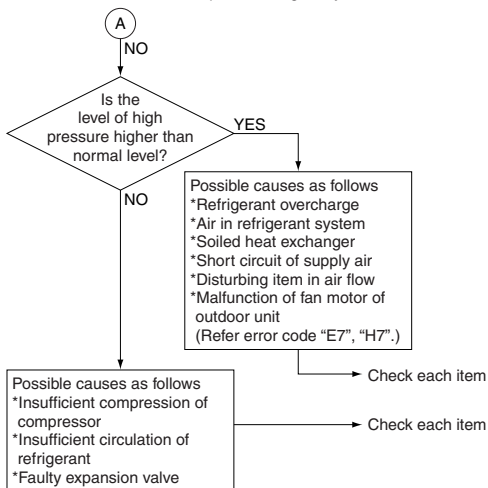 A
NO
Is the
level of high
pressure higher than
normal level?
YES
NO
Possible causes as follows
*Refrigerant overcharge
*Air in refrigerant system
*Soiled heat exchanger
*Short circuit of supply air
*Disturbing item in air flow
*Malfunction of fan motor of
outdoor unit
(Refer error code “E7”, “H7”.)
Check each item
Possible causes as follows
*Insufficient compression of
compressor
*Insufficient circulation of
refrigerant
*Faulty expansion valve
Check each item